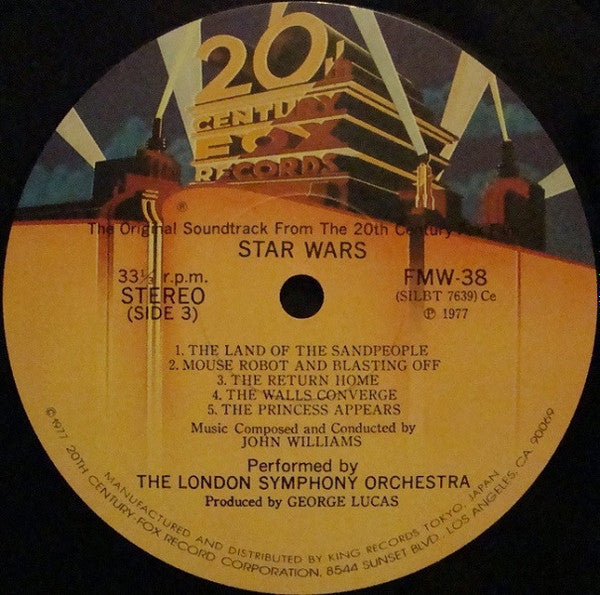 20th
CENTURY
FOX
RECORDS
®
The Original Soundtrack From The 20th Century-Fox Film
STAR WARS
33⅓ r.p.m.
STEREO
(SIDE 3)
FMW-38
(SILBT 7639) Ce
Ⓟ 1977
1. THE LAND OF THE SANDPEOPLE
2. MOUSE ROBOT AND BLASTING OFF
3. THE RETURN HOME
4. THE WALLS CONVERGE
5. THE PRINCESS APPEARS
Music Composed and Conducted by
JOHN WILLIAMS
Performed by
THE LONDON SYMPHONY ORCHESTRA
Produced by GEORGE LUCAS
MANUFACTURED AND DISTRIBUTED BY KING RECORDS TOKYO, JAPAN
©1977 20TH CENTURY-FOX RECORD CORPORATION, 8544 SUNSET BLVD. LOS ANGELES, CA. 90069